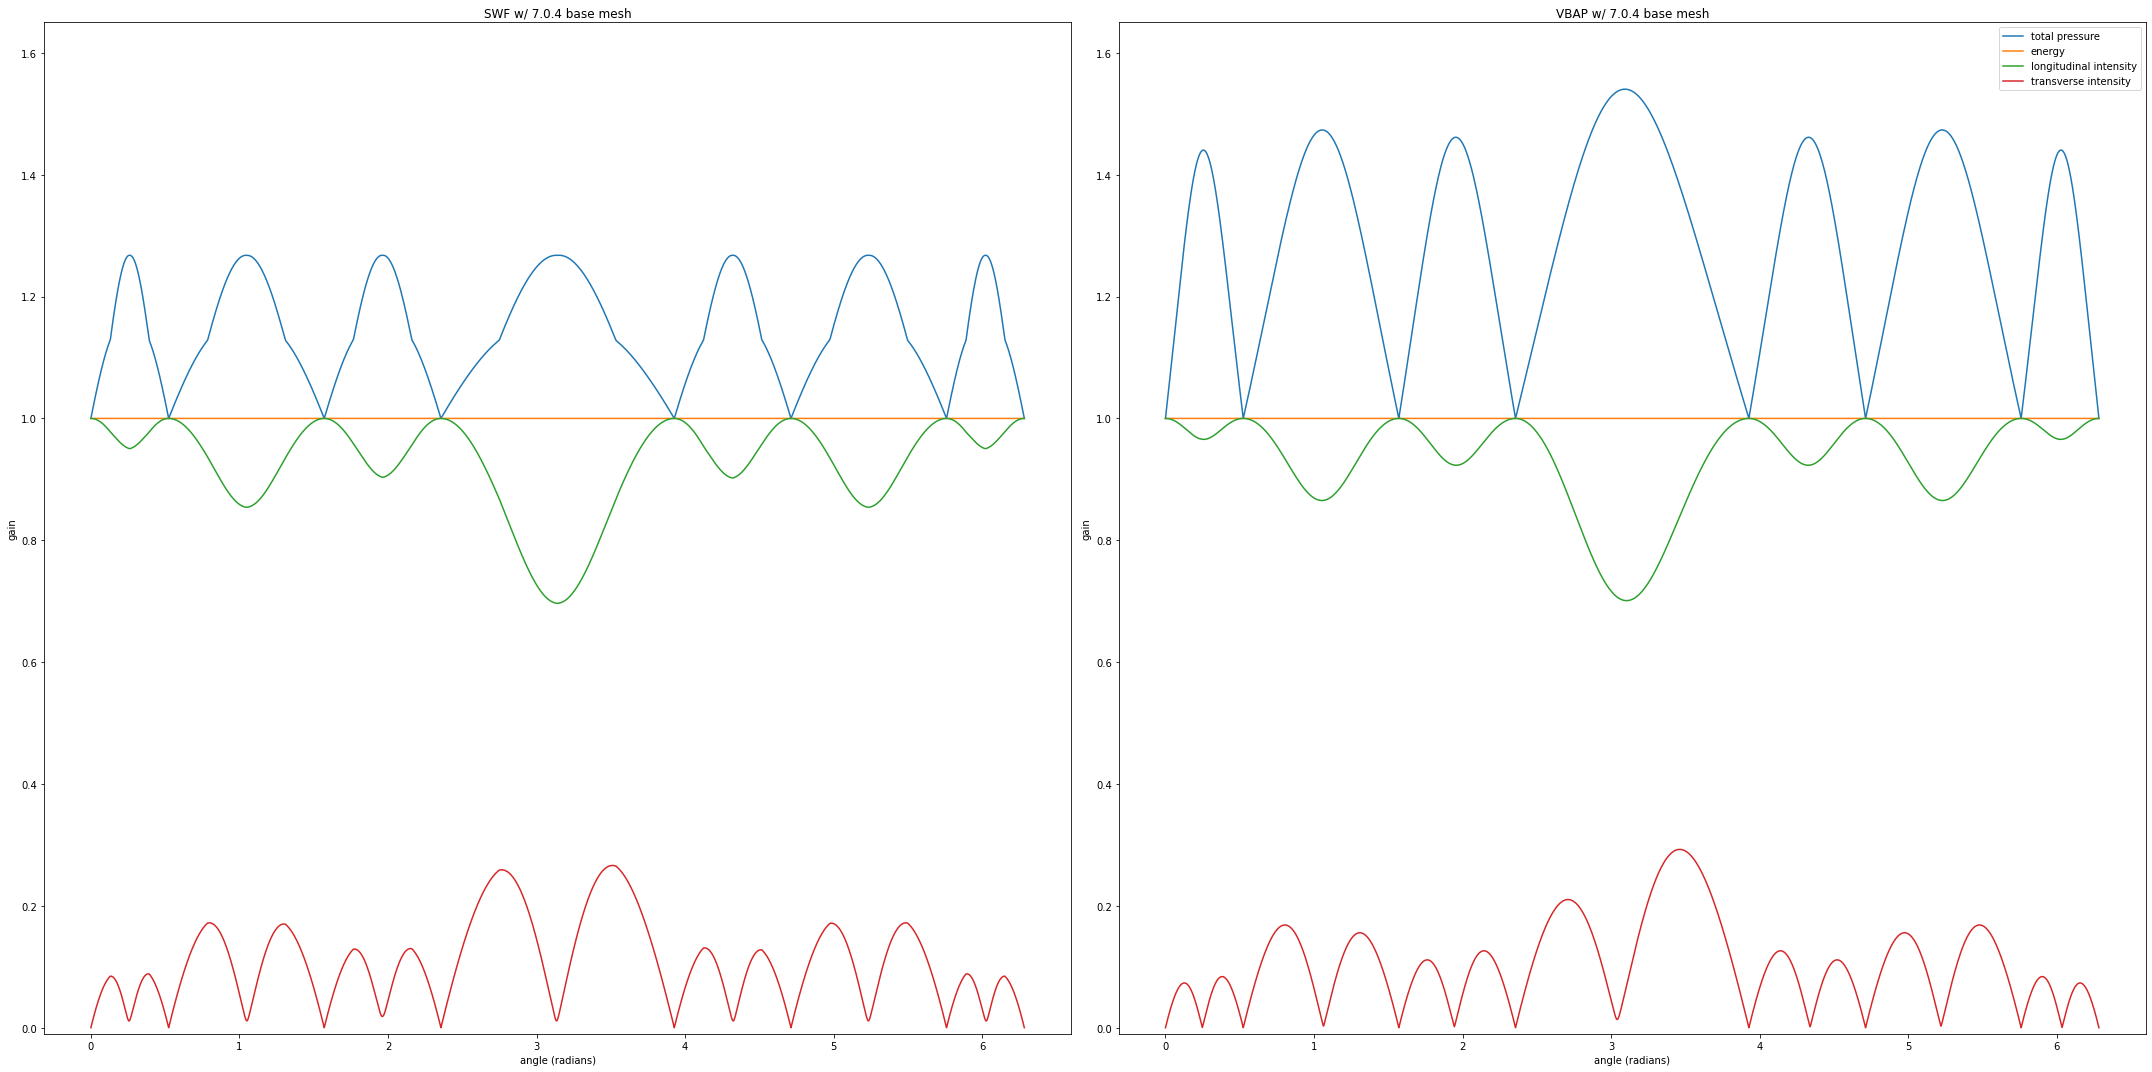 SWF w/ 7.0.4 base mesh
1.6
1.4
1.2
1.0
0.8
0.6
0.4
0.2
0.0
gain
0 1 2 3 4 5 6
angle (radians)
VBAP w/ 7.0.4 base mesh
total pressure
energy
longitudinal intensity
transverse intensity
1.6
1.4
1.2
1.0
0.8
0.6
0.4
0.2
0.0
gain
0 1 2 3 4 5 6
angle (radians)